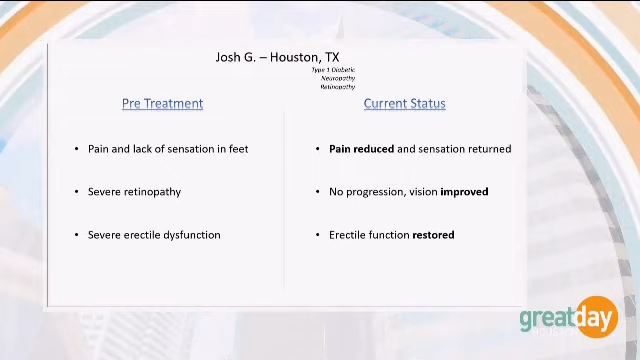 Josh G. – Houston, TX
Type 1 Diabetic
Neuropathy
Retinopathy
Pre Treatment
Current Status
• Pain and lack of sensation in feet
• Pain reduced and sensation returned
• Severe retinopathy
• No progression, vision improved
• Severe erectile dysfunction
• Erectile function restored
greatday